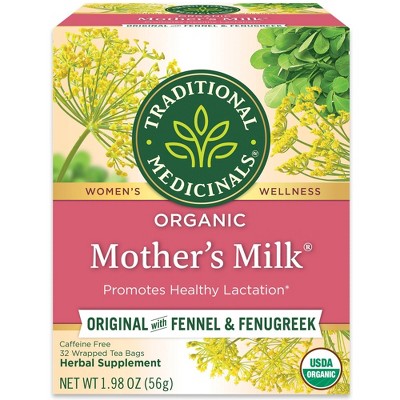 TRADITIONAL
MEDICINALS®
WOMEN'S WELLNESS
ORGANIC
Mother's Milk®
Promotes Healthy Lactation*
ORIGINAL with FENNEL & FENUGREEK
Caffeine Free
32 Wrapped Tea Bags
Herbal Supplement
NET WT 1.98 OZ (56g)
USDA
ORGANIC